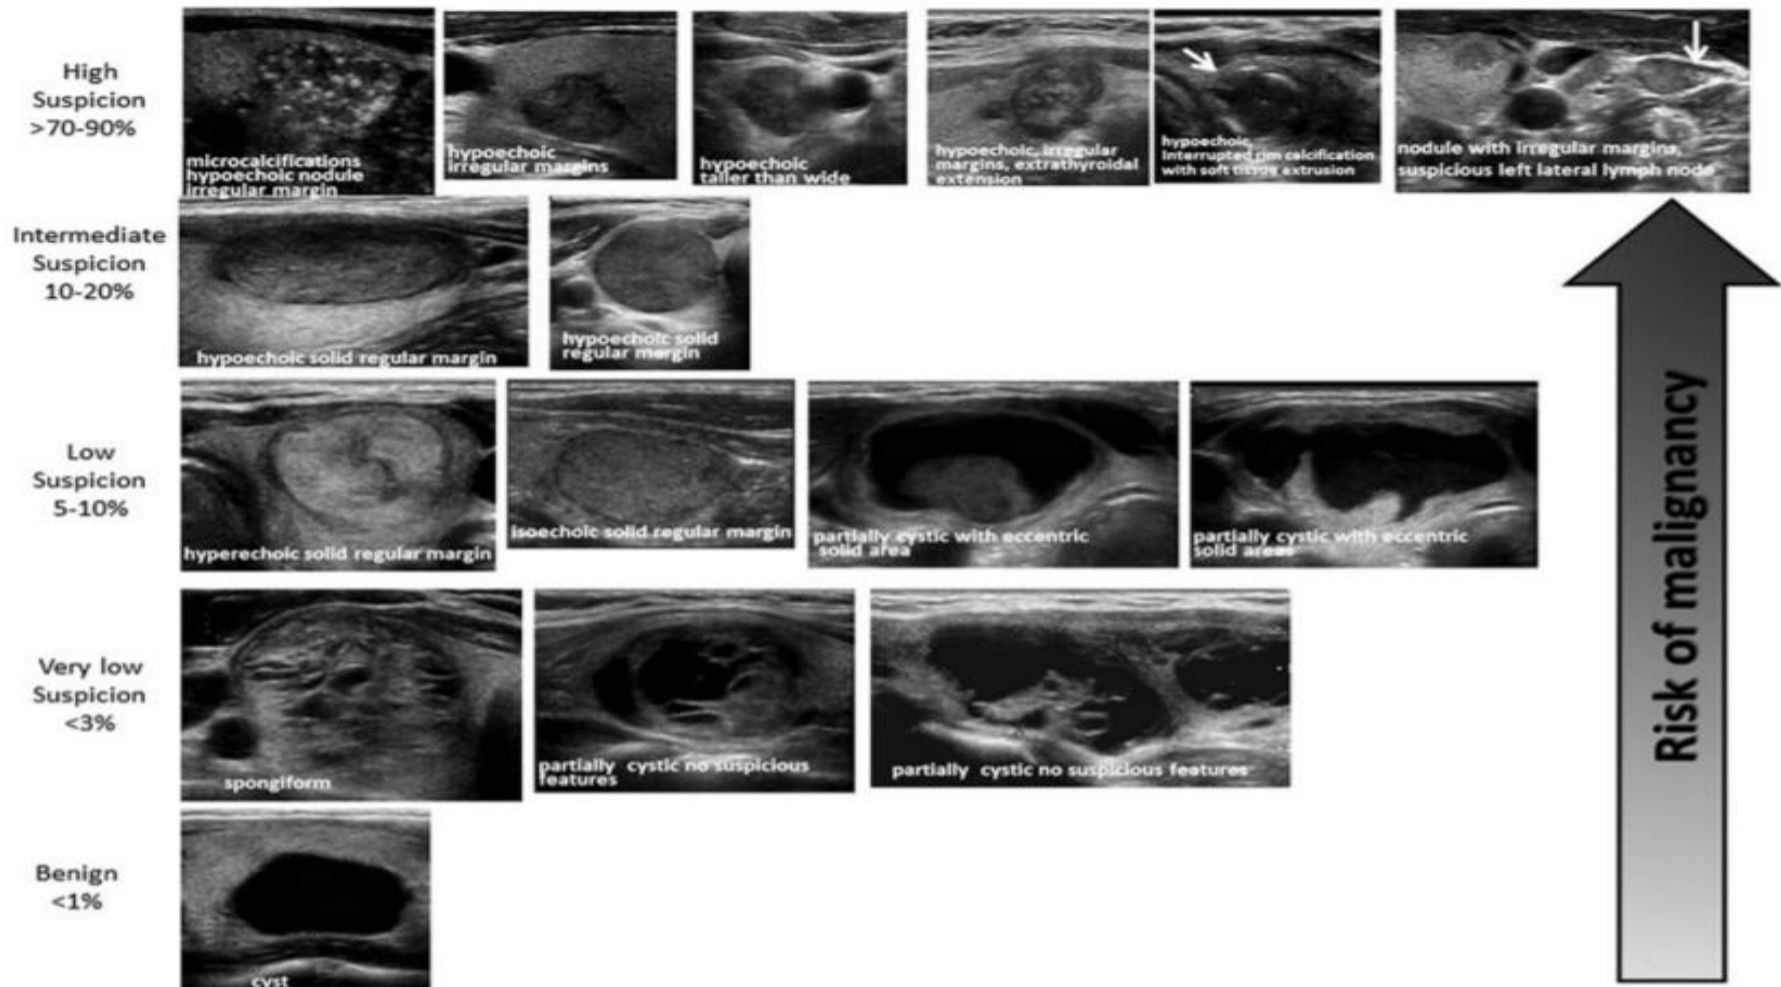 High
Suspicion
>70-90%
microcalcifications
hypoechoic nodule
irregular margin
hypoechoic
irregular margins
hypoechoic
taller than wide
hypoechoic, irregular
margins, extrathyroidal
extension
hypoechoic,
Interrupted rim calcification
with soft tissue extrusion
nodule with irregular margins,
suspicious left lateral lymph node
Intermediate
Suspicion
10-20%
hypoechoic solid regular margin
hypoechoic solid
regular margin
Low
Suspicion
5-10%
hyperechoic solid regular margin
isoechoic solid regular margin
partially cystic with eccentric
solid area
partially cystic with eccentric
solid areas
Very low
Suspicion
<3%
spongiform
partially cystic no suspicious
features
partially cystic no suspicious features
Benign
<1%
cyst
Risk of malignancy